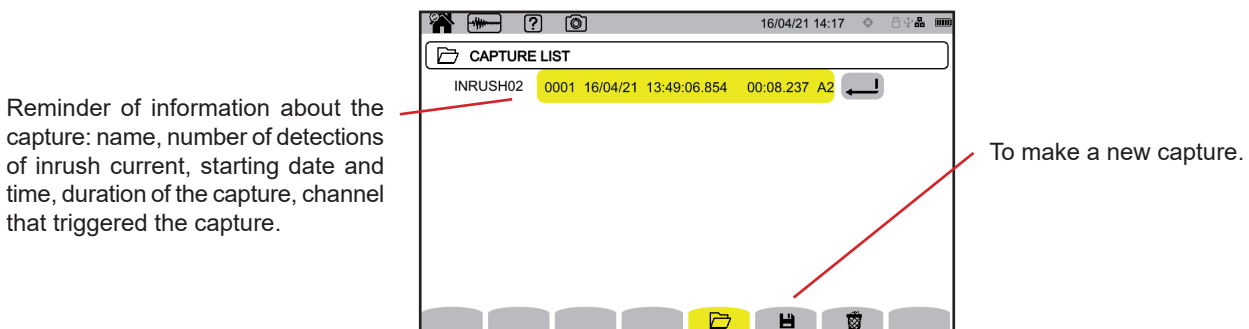 ?
16/04/21 14:17
CAPTURE LIST
INRUSH02 0001 16/04/21 13:49:06.854 00:08.237 A2
Reminder of information about the
capture: name, number of detections
of inrush current, starting date and
time, duration of the capture, channel
that triggered the capture.
To make a new capture.